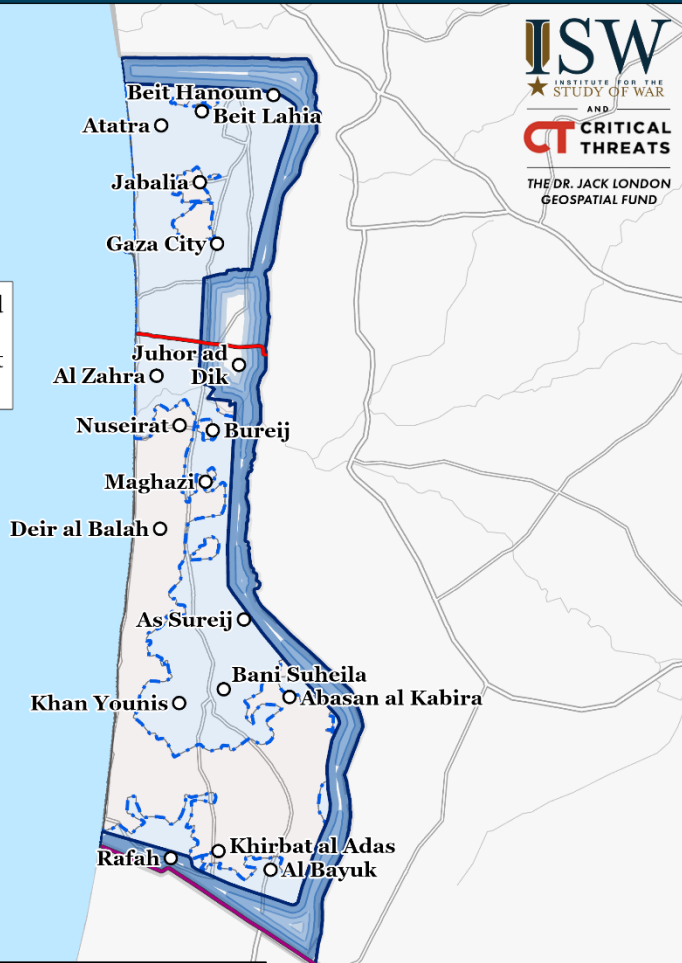 ISW
INSTITUTE FOR THE
STUDY OF WAR
AND
CT CRITICAL
THREATS
THE DR. JACK LONDON
GEOSPATIAL FUND
Beit Hanoun
Beit Lahia
Atatra
Jabalia
Gaza City
Juhor ad
Dik
Al Zahra
Nuseirat
Bureij
Maghazi
Deir al Balah
As Sureij
Bani Suheila
Abasan al Kabira
Khan Younis
Khirbat al Adas
Rafah
Al Bayuk